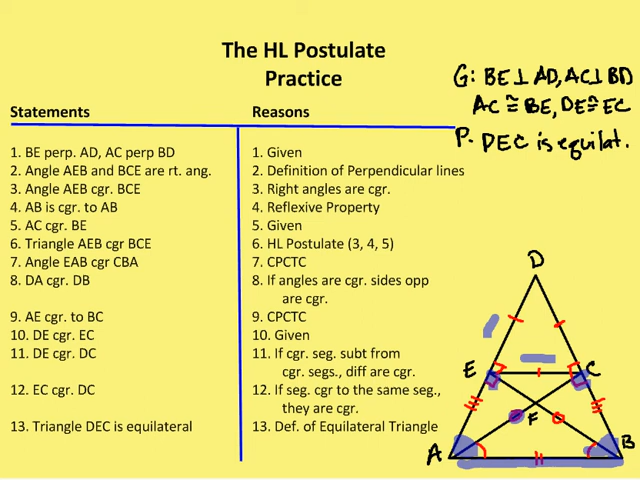 The HL Postulate
Practice
G: BE ⊥ AD, AC ⊥ BD
AC ≅ BE, DE ≅ EC
P. DEC is equilat.
Statements Reasons
1. BE perp. AD, AC perp BD 1. Given
2. Angle AEB and BCE are rt. ang. 2. Definition of Perpendicular lines
3. Angle AEB cgr. BCE 3. Right angles are cgr.
4. AB is cgr. to AB 4. Reflexive Property
5. AC cgr. BE 5. Given
6. Triangle AEB cgr BCE 6. HL Postulate (3, 4, 5)
7. Angle EAB cgr CBA 7. CPCTC
8. DA cgr. DB 8. If angles are cgr. sides opp
are cgr.
9. AE cgr. to BC 9. CPCTC
10. DE cgr. EC 10. Given
11. DE cgr. DC 11. If cgr. seg. subt from
cgr. segs., diff are cgr.
12. EC cgr. DC 12. If seg. cgr to the same seg.,
they are cgr.
13. Triangle DEC is equilateral 13. Def. of Equilateral Triangle
D
E C
F
A B